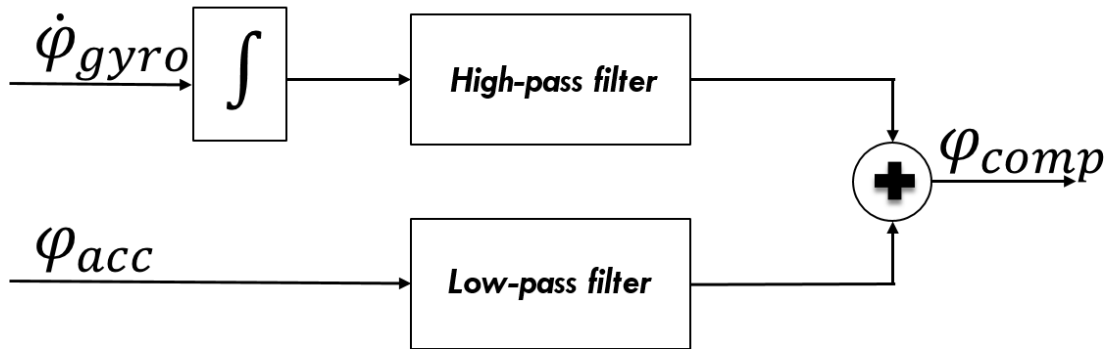 φ̇gyro
∫
High-pass filter
φcomp
+
φacc
Low-pass filter